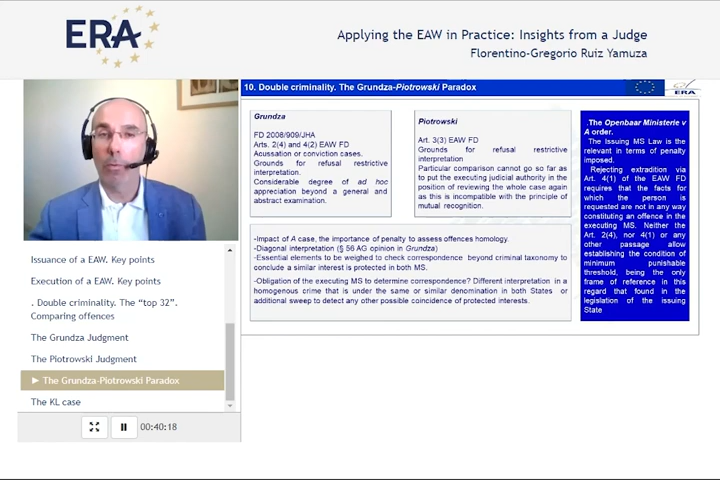 ERA
Applying the EAW in Practice: Insights from a Judge
Florentino-Gregorio Ruiz Yamuza
10. Double criminality. The Grundza-Piotrowski Paradox
ERA
Grundza
FD 2008/909/JHA
Arts. 2(4) and 4(2) EAW FD
Acussation or conviction cases.
Grounds for refusal restrictive
interpretation.
Considerable degree of ad hoc
appreciation beyond a general and
abstract examination.
Piotrowski
Art. 3(3) EAW FD
Grounds for refusal restrictive
interpretation
Particular comparison cannot go so far as
to put the executing judicial authority in the
position of reviewing the whole case again
as this is incompatible with the principle of
mutual recognition.
.The Openbaar Ministerie v
A order.
The Issuing MS Law is the
relevant in terms of penalty
imposed.
Rejecting extradition via
Art. 4(1) of the EAW FD
requires that the facts for
which the person is
requested are not in any way
constituting an offence in the
executing MS. Neither the
Art. 2(4), nor 4(1) or any
other passage allow
establishing the condition of
minimum punishable
threshold, being the only
frame of reference in this
regard that found in the
legislation of the issuing
State
-Impact of A case, the importance of penalty to assess offences homology.
-Diagonal interpretation (§ 56 AG opinion in Grundza)
-Essential elements to be weighed to check correspondence beyond criminal taxonomy to
conclude a similar interest is protected in both MS.
-Obligation of the executing MS to determine correspondence? Different interpretation in a
homogenous crime that is under the same or similar denomination in both States or
additional sweep to detect any other possible coincidence of protected interests.
Issuance of a EAW. Key points
Execution of a EAW. Key points
. Double criminality. The “top 32”.
Comparing offences
The Grundza Judgment
The Piotrowski Judgment
► The Grundza-Piotrowski Paradox
The KL case
00:40:18